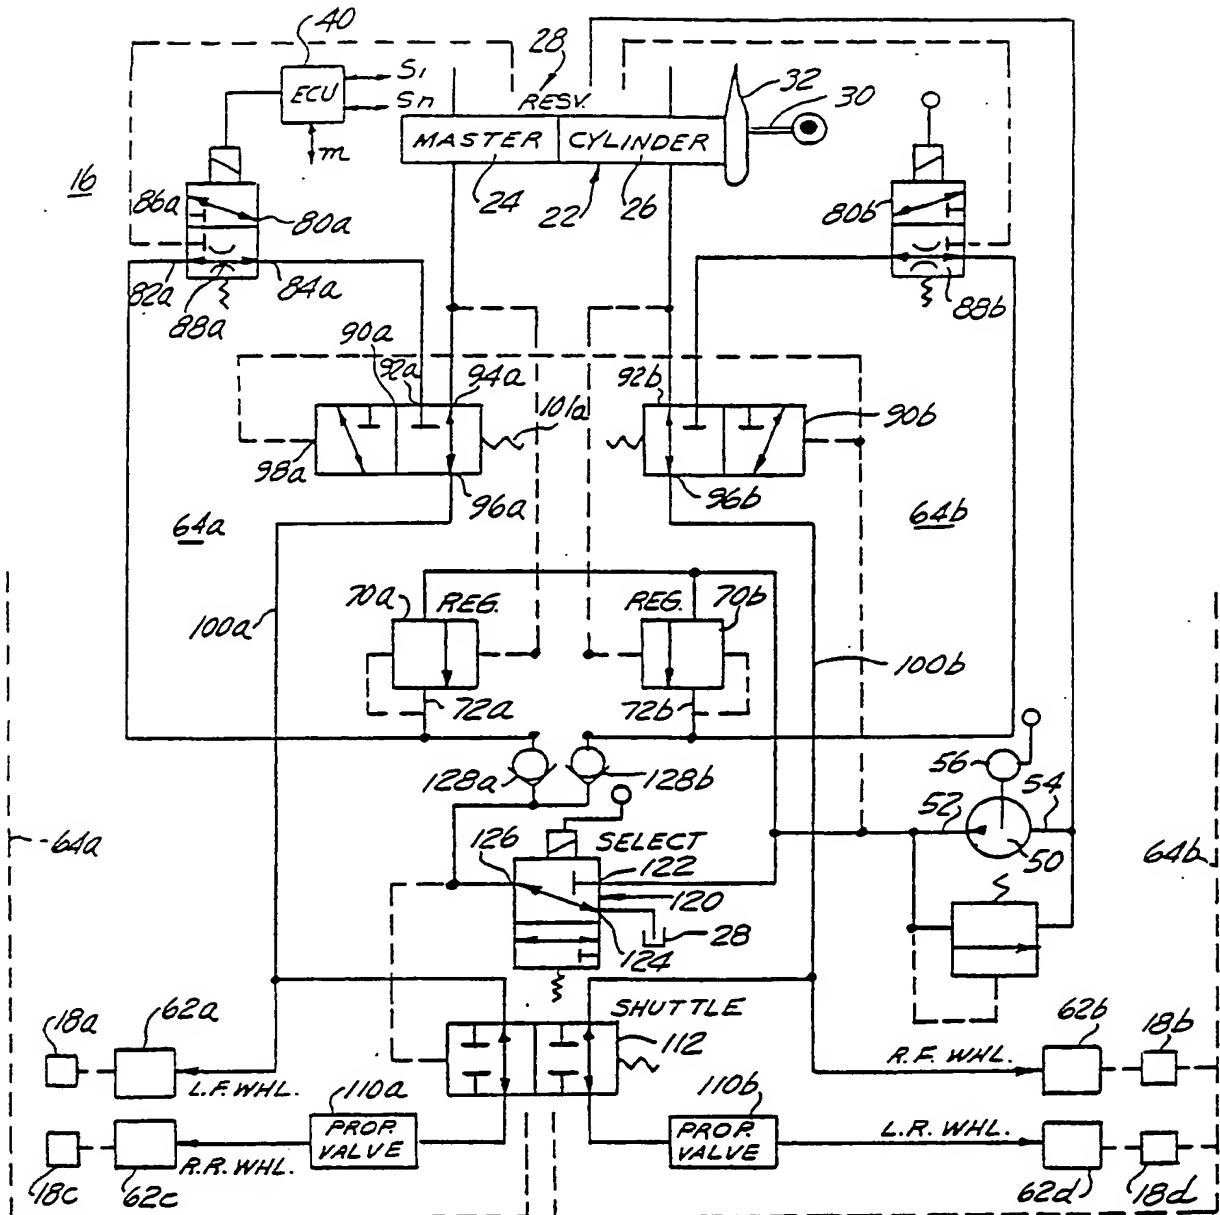 40
28
S1
ECU
Sn
32
RESV.
30
m
MASTER
CYLINDER
16
86a
80a
24
22
26
80b
82a
84a
88a
88b
90a
92a
94a
92b
101a
90b
98a
96a
96b
64a
64b
70a
REG.
REG.
70b
100a
100b
72a
72b
128a
128b
56
54
52
50
SELECT
126
122
64a
64b
120
28
124
SHUTTLE
18a
62a
62b
18b
112
R.F. WHL.
L.F. WHL.
110a
110b
PROP.
VALVE
PROP.
VALVE
L.R. WHL.
R.R. WHL.
18c
62c
62d
18d